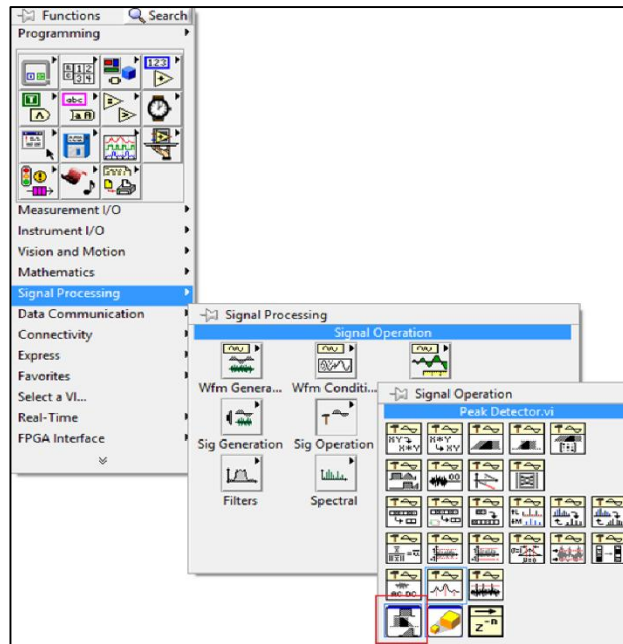 Functions
Search
Programming
Measurement I/O
Instrument I/O
Vision and Motion
Mathematics
Signal Processing
Data Communication
Connectivity
Express
Favorites
Select a VI...
Real-Time
FPGA Interface
Signal Processing
Signal Operation
Wfm Genera...
Wfm Conditi...
Sig Generation
Sig Operation
Filters
Spectral
Signal Operation
Peak Detector.vi